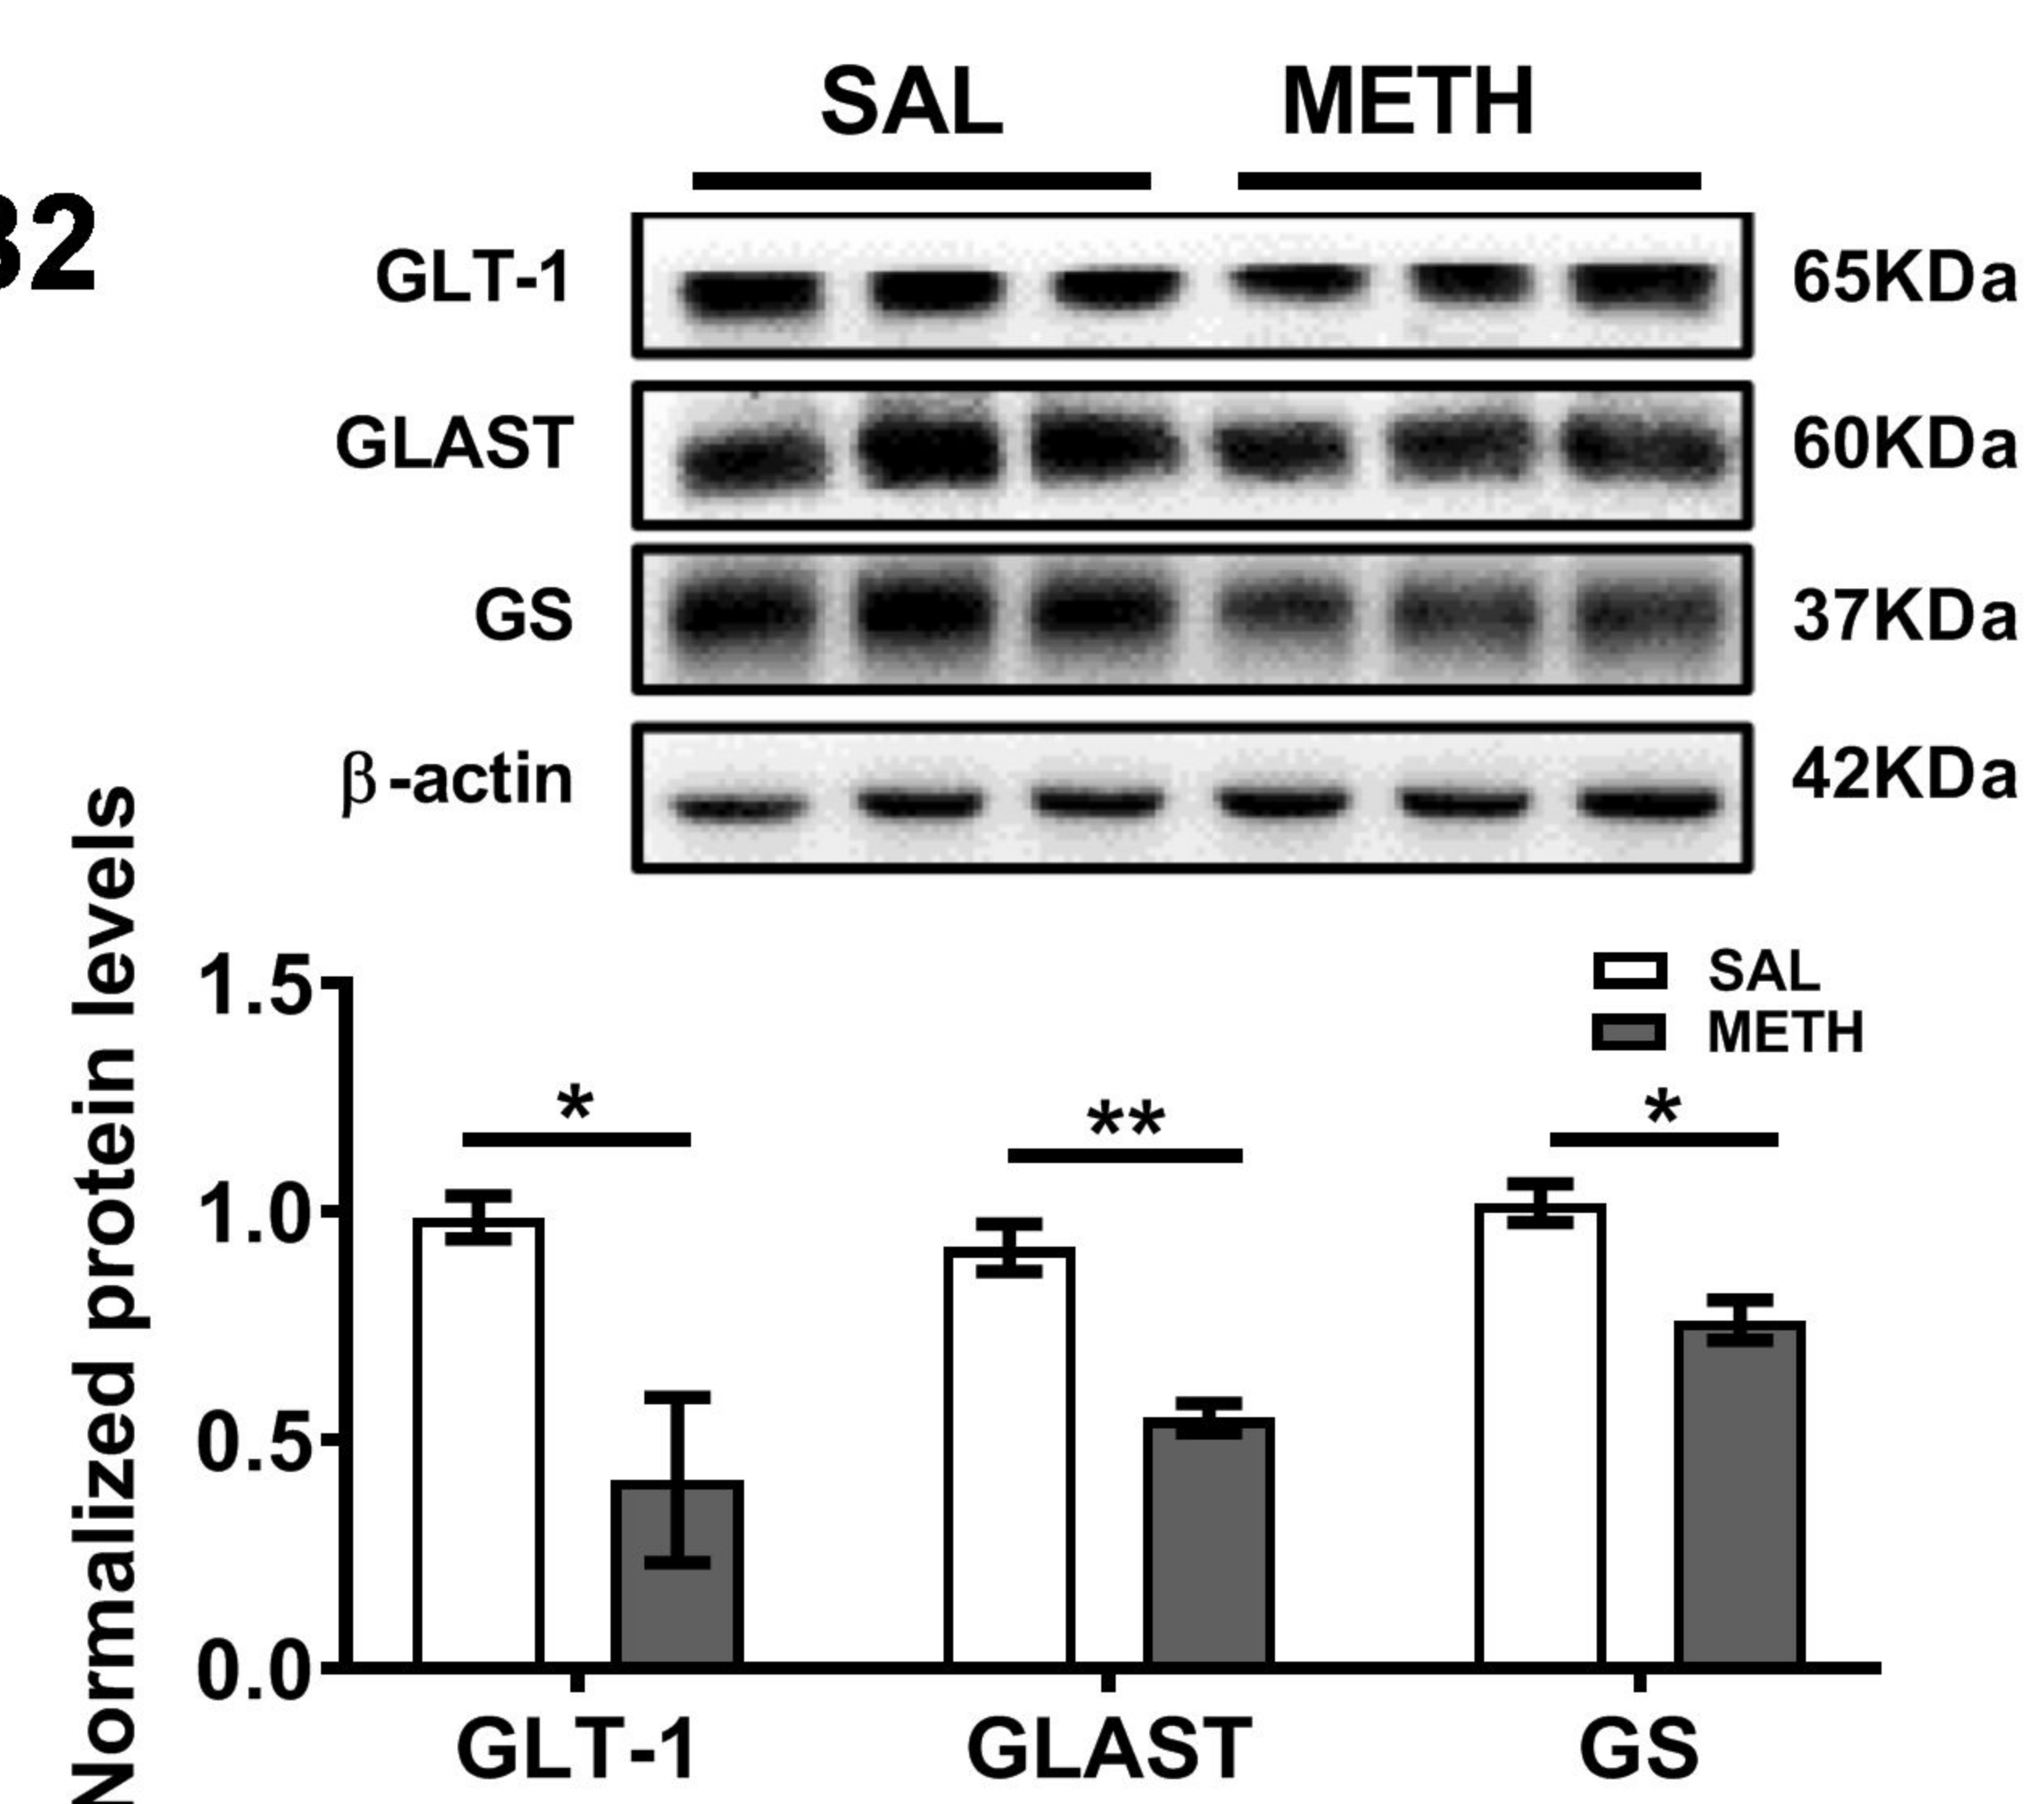 SAL METH
B2
GLT-1 65KDa
GLAST 60KDa
GS 37KDa
β-actin 42KDa
Normalized protein levels
1.5
1.0
0.5
0.0
SAL
METH
*
**
*
GLT-1 GLAST GS